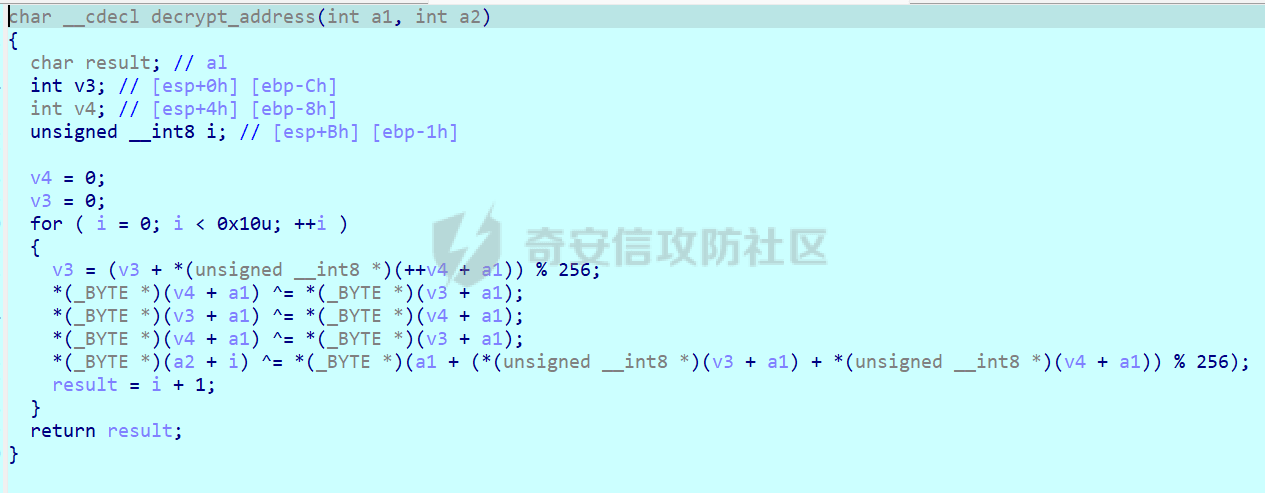 char __cdecl decrypt_address(int a1, int a2)
{
  char result; // al
  int v3; // [esp+0h] [ebp-Ch]
  int v4; // [esp+4h] [ebp-8h]
  unsigned __int8 i; // [esp+Bh] [ebp-1h]

  v4 = 0;
  v3 = 0;
  for ( i = 0; i < 0x10u; ++i )
  {
    v3 = (v3 + *(unsigned __int8 *)(++v4 + a1)) % 256;
    *(_BYTE *)(v4 + a1) ^= *(_BYTE *)(v3 + a1);
    *(_BYTE *)(v3 + a1) ^= *(_BYTE *)(v4 + a1);
    *(_BYTE *)(v4 + a1) ^= *(_BYTE *)(v3 + a1);
    *(_BYTE *)(a2 + i) ^= *(_BYTE *)(a1 + (*(unsigned __int8 *)(v3 + a1) + *(unsigned __int8 *)(v4 + a1)) % 256);
    result = i + 1;
  }
  return result;
}
奇安信攻防社区